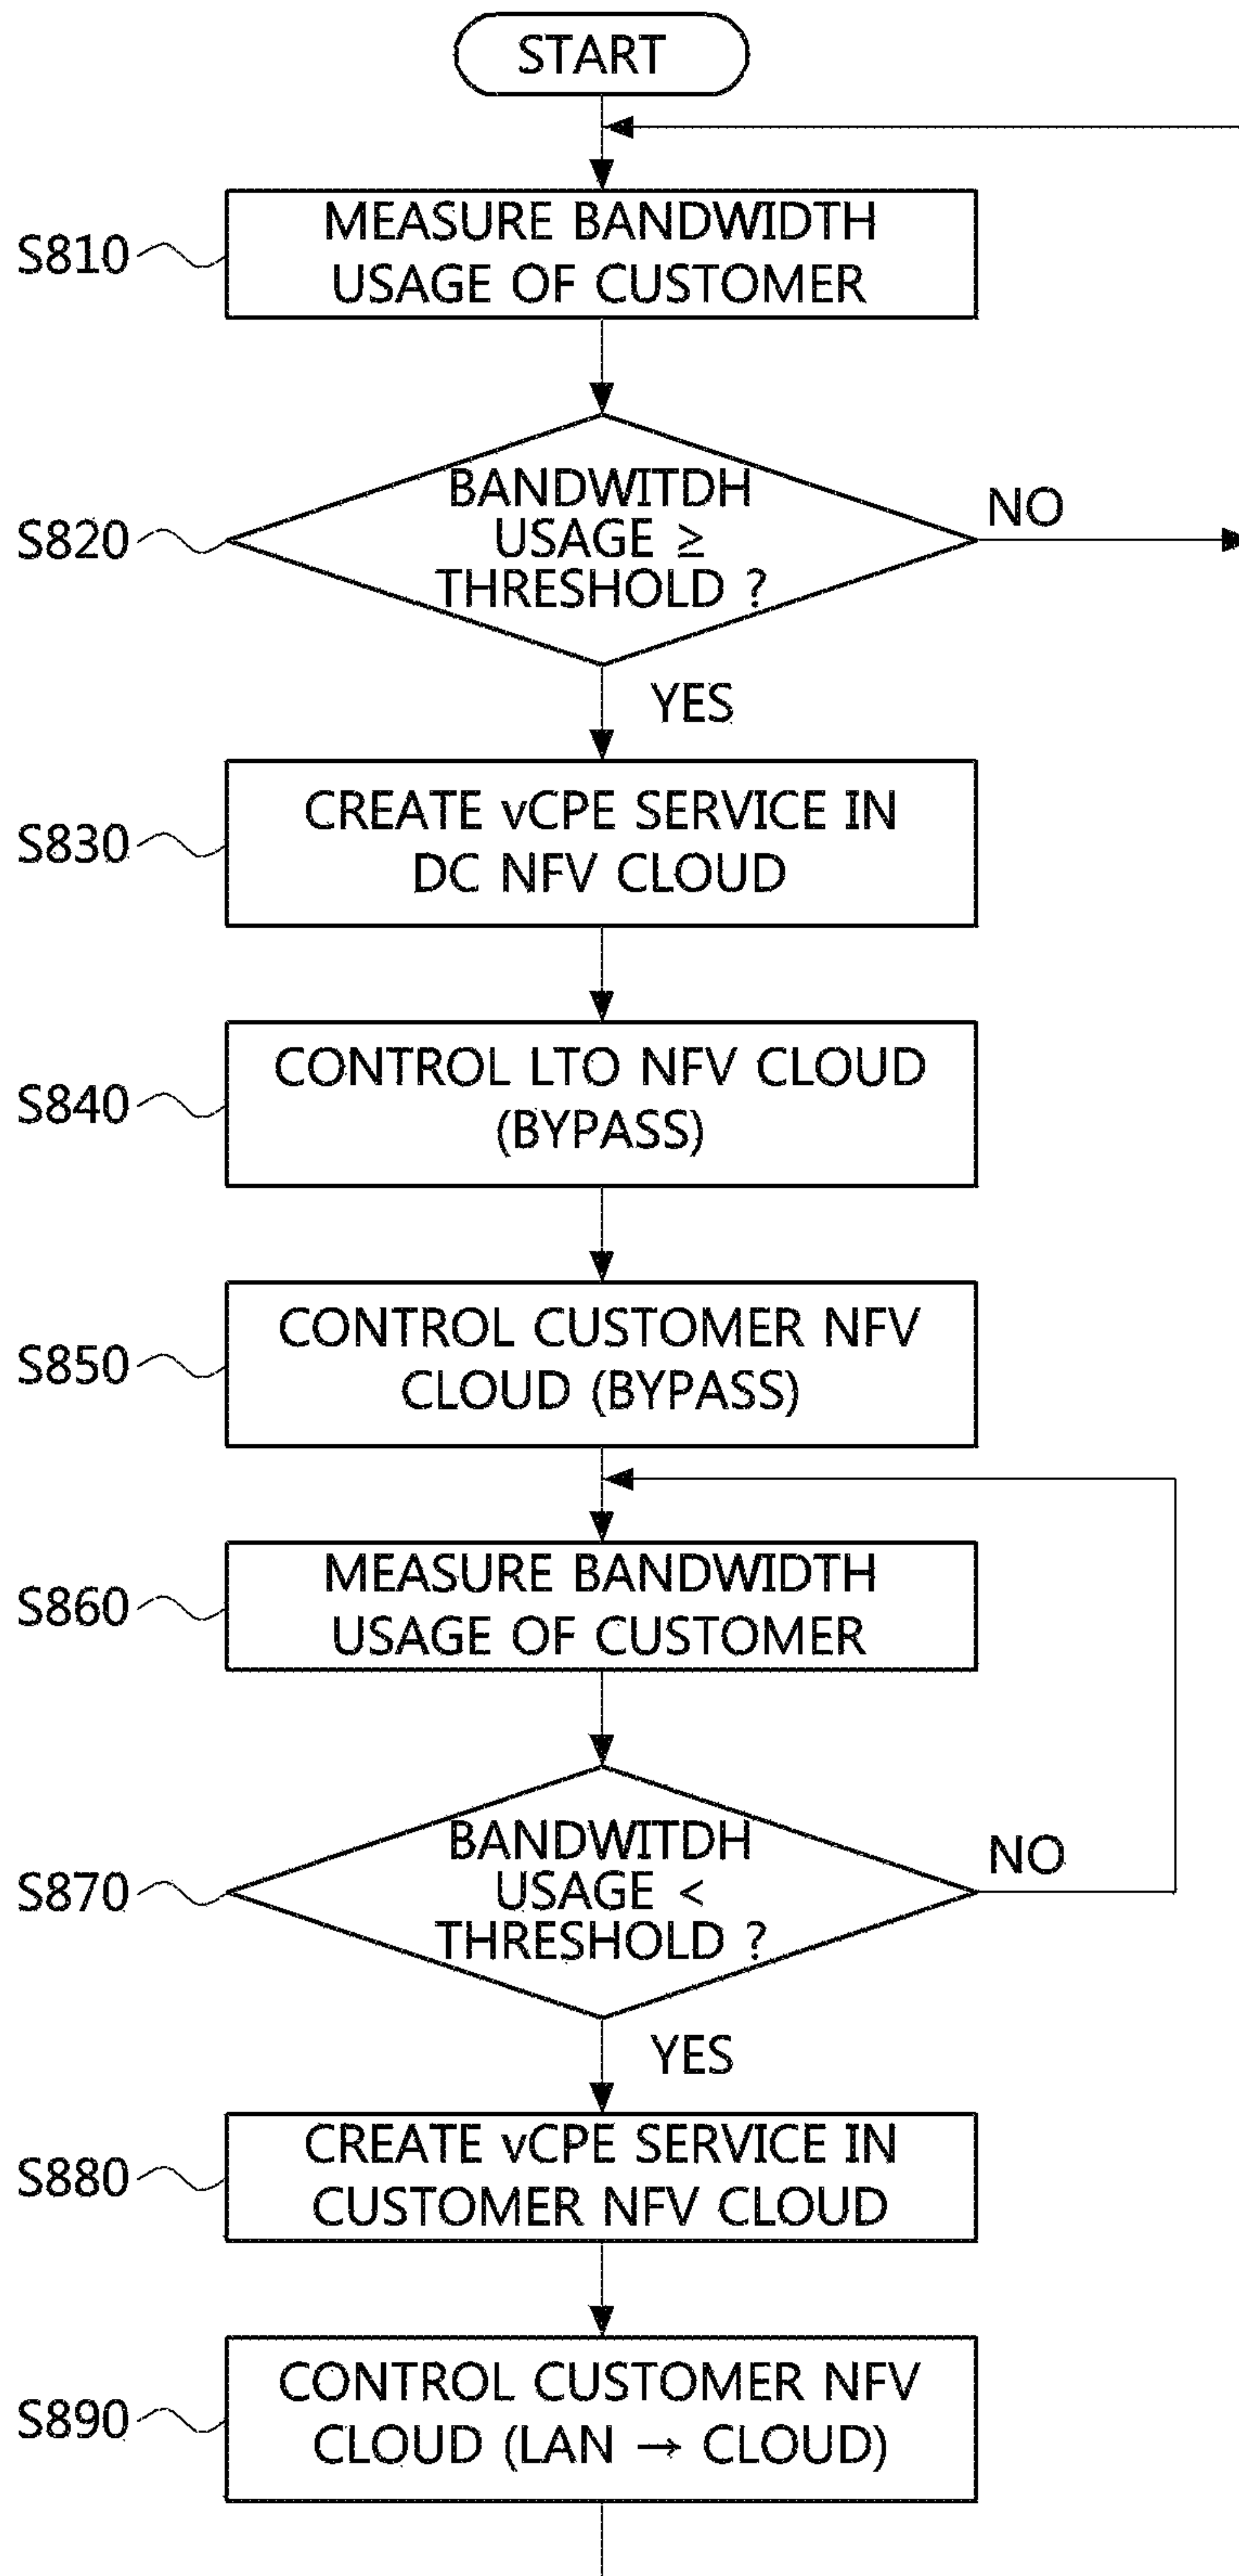 START
S810
MEASURE BANDWIDTH
USAGE OF CUSTOMER
S820
BANDWITDH
USAGE ≥
THRESHOLD ?
NO
YES
S830
CREATE vCPE SERVICE IN
DC NFV CLOUD
S840
CONTROL LTO NFV CLOUD
(BYPASS)
S850
CONTROL CUSTOMER NFV
CLOUD (BYPASS)
S860
MEASURE BANDWIDTH
USAGE OF CUSTOMER
S870
BANDWITDH
USAGE <
THRESHOLD ?
NO
YES
S880
CREATE vCPE SERVICE IN
CUSTOMER NFV CLOUD
S890
CONTROL CUSTOMER NFV
CLOUD (LAN → CLOUD)